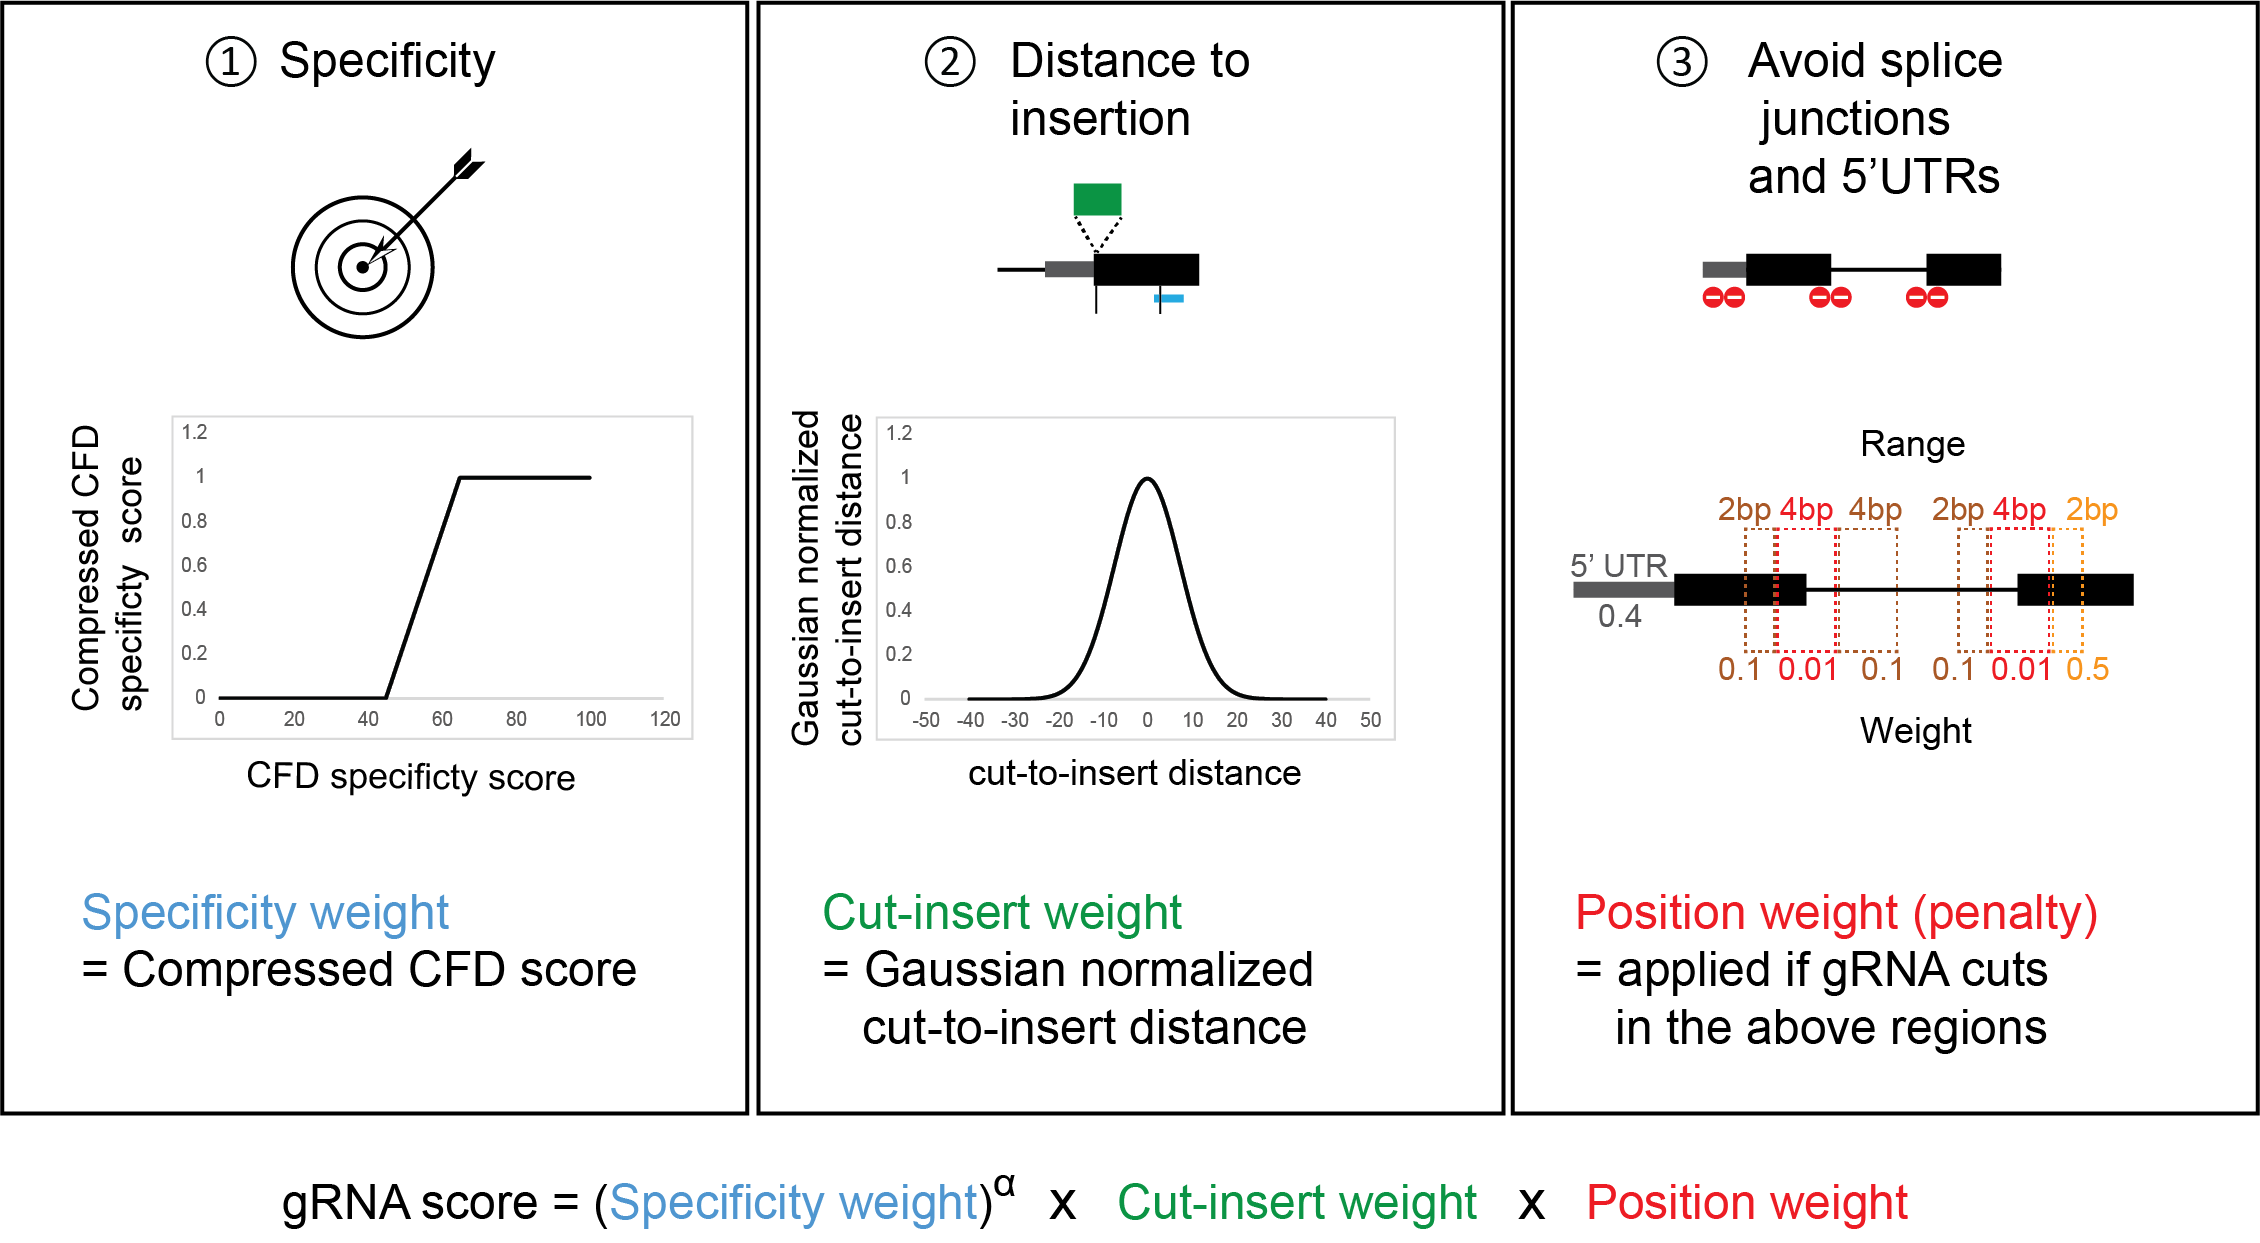 ① Specificity
Compressed CFD
specificty score
1.2
1
0.8
0.6
0.4
0.2
0
0 20 40 60 80 100 120
CFD specificty score
Specificity weight
= Compressed CFD score
② Distance to
insertion
Gaussian normalized
cut-to-insert distance
1.2
1
0.8
0.6
0.4
0.2
0
-50 -40 -30 -20 -10 0 10 20 30 40 50
cut-to-insert distance
Cut-insert weight
= Gaussian normalized
cut-to-insert distance
③ Avoid splice
junctions
and 5’UTRs
Range
2bp 4bp 4bp 2bp 4bp 2bp
5’ UTR
0.4
0.1 0.01 0.1 0.1 0.01 0.5
Weight
Position weight (penalty)
= applied if gRNA cuts
in the above regions
gRNA score = (Specificity weight)α x Cut-insert weight x Position weight